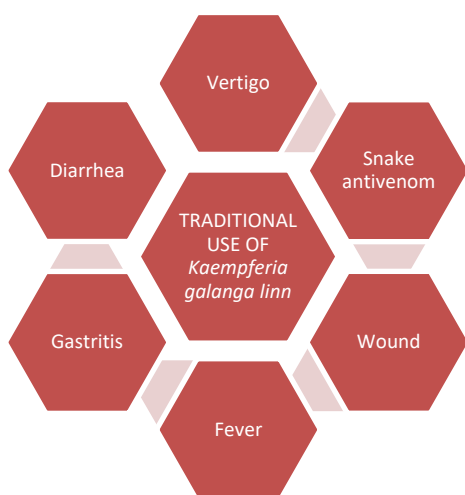 Vertigo
Snake
antivenom
Diarrhea
TRADITIONAL
USE OF
Kaempferia
galanga linn
Gastritis
Wound
Fever